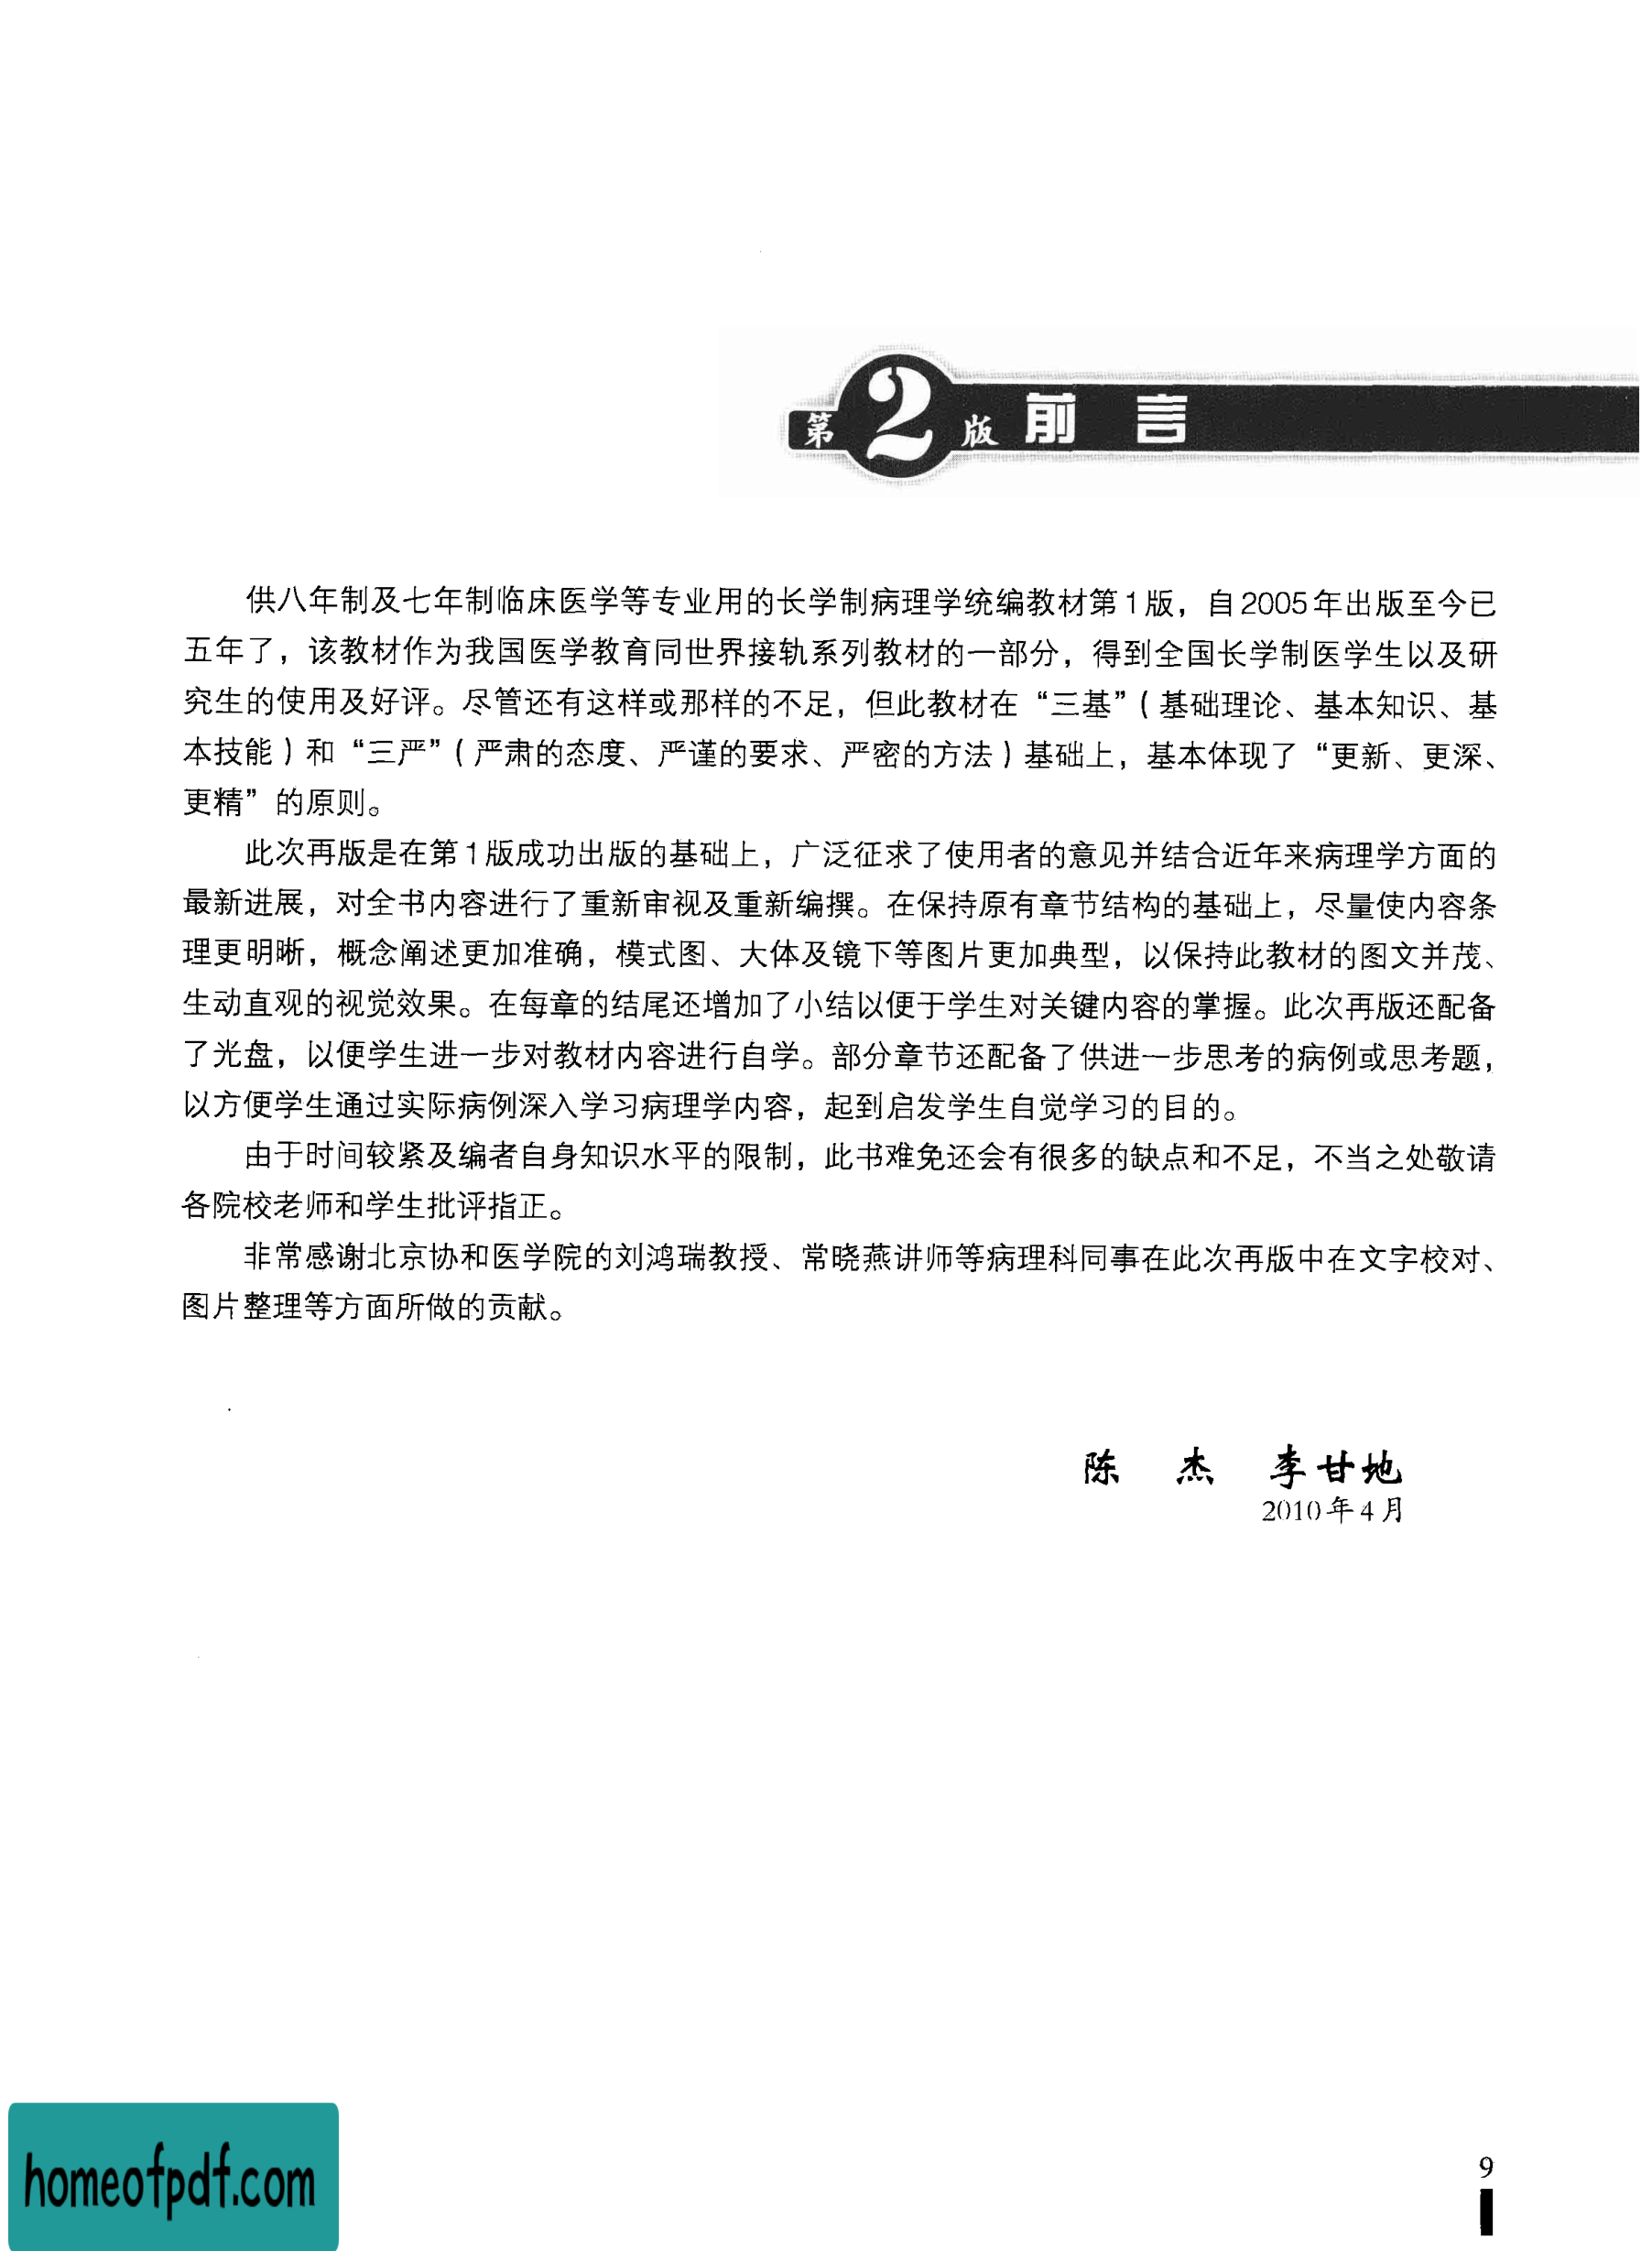 第2版 前言
供八年制及七年制临床医学等专业用的长学制病理学统编教材第1版，自2005年出版至今已
五年了，该教材作为我国医学教育同世界接轨系列教材的一部分，得到全国长学制医学生以及研
究生的使用及好评。尽管还有这样或那样的不足，但此教材在“三基”(基础理论、基本知识、基
本技能)和“三严”(严肃的态度、严谨的要求、严密的方法)基础上，基本体现了“更新、更深、
更精”的原则。
此次再版是在第1版成功出版的基础上，广泛征求了使用者的意见并结合近年来病理学方面的
最新进展，对全书内容进行了重新审视及重新编撰。在保持原有章节结构的基础上，尽量使内容条
理更明晰，概念阐述更加准确，模式图、大体及镜下等图片更加典型，以保持此教材的图文并茂、
生动直观的视觉效果。在每章的结尾还增加了小结以便于学生对关键内容的掌握。此次再版还配备
了光盘，以便学生进一步对教材内容进行自学。部分章节还配备了供进一步思考的病例或思考题，
以方便学生通过实际病例深入学习病理学内容，起到启发学生自觉学习的目的。
由于时间较紧及编者自身知识水平的限制，此书难免还会有很多的缺点和不足，不当之处敬请
各院校老师和学生批评指正。
非常感谢北京协和医学院的刘鸿瑞教授、常晓燕讲师等病理科同事在此次再版中在文字校对、
图片整理等方面所做的贡献。
陈 杰 李甘地
2010年4月
9
homeofpdf.com